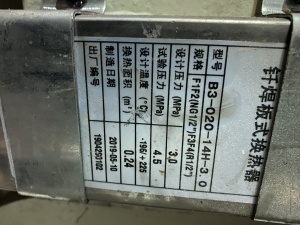 钎焊板式换热器
型号 B3-020-14H-3.0
规格 F1F2(NG1/2")F3F4(R1/2")
设计压力 (MPa) 3.0
试验压力 (MPa) 4.5
设计温度 (℃) -196/+225
换热面积 (m²) 0.24
制造日期 2019-05-10
出厂编号 1904250102